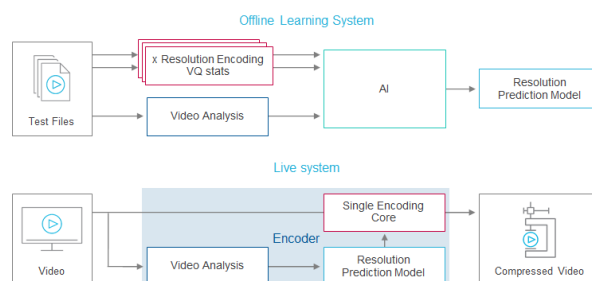 Offline Learning System
x Resolution Encoding
VQ stats
AI
Resolution
Prediction Model
Test Files
Video Analysis
Live system
Single Encoding
Core
Encoder
Video
Video Analysis
Resolution
Prediction Model
Compressed Video